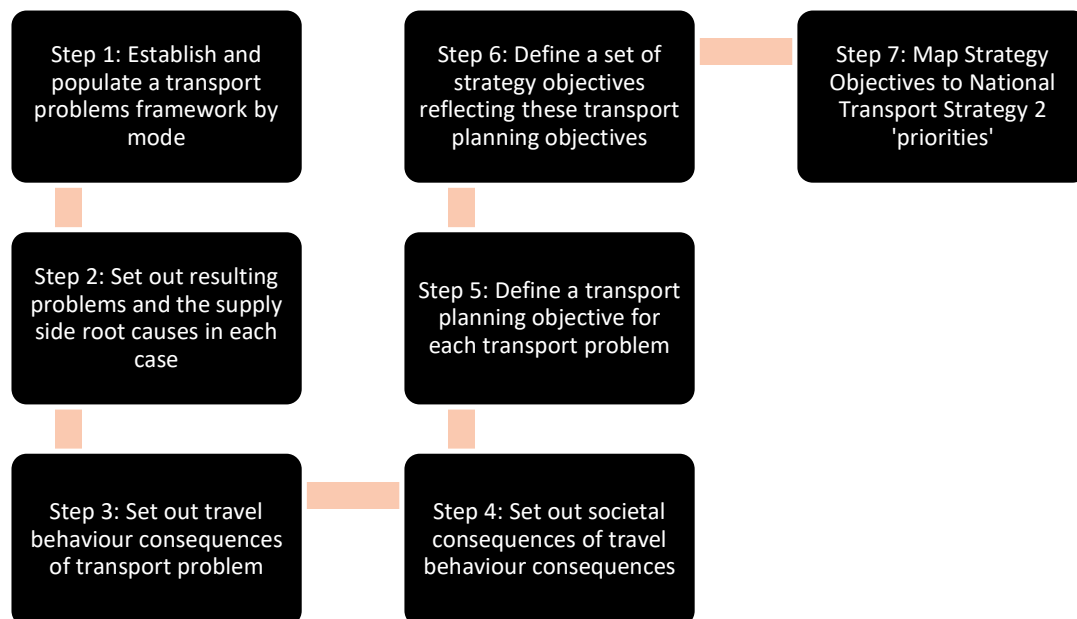 Step 1: Establish and
populate a transport
problems framework by
mode
Step 2: Set out resulting
problems and the supply
side root causes in each
case
Step 3: Set out travel
behaviour consequences
of transport problem
Step 4: Set out societal
consequences of travel
behaviour consequences
Step 5: Define a transport
planning objective for
each transport problem
Step 6: Define a set of
strategy objectives
reflecting these transport
planning objectives
Step 7: Map Strategy
Objectives to National
Transport Strategy 2
'priorities'